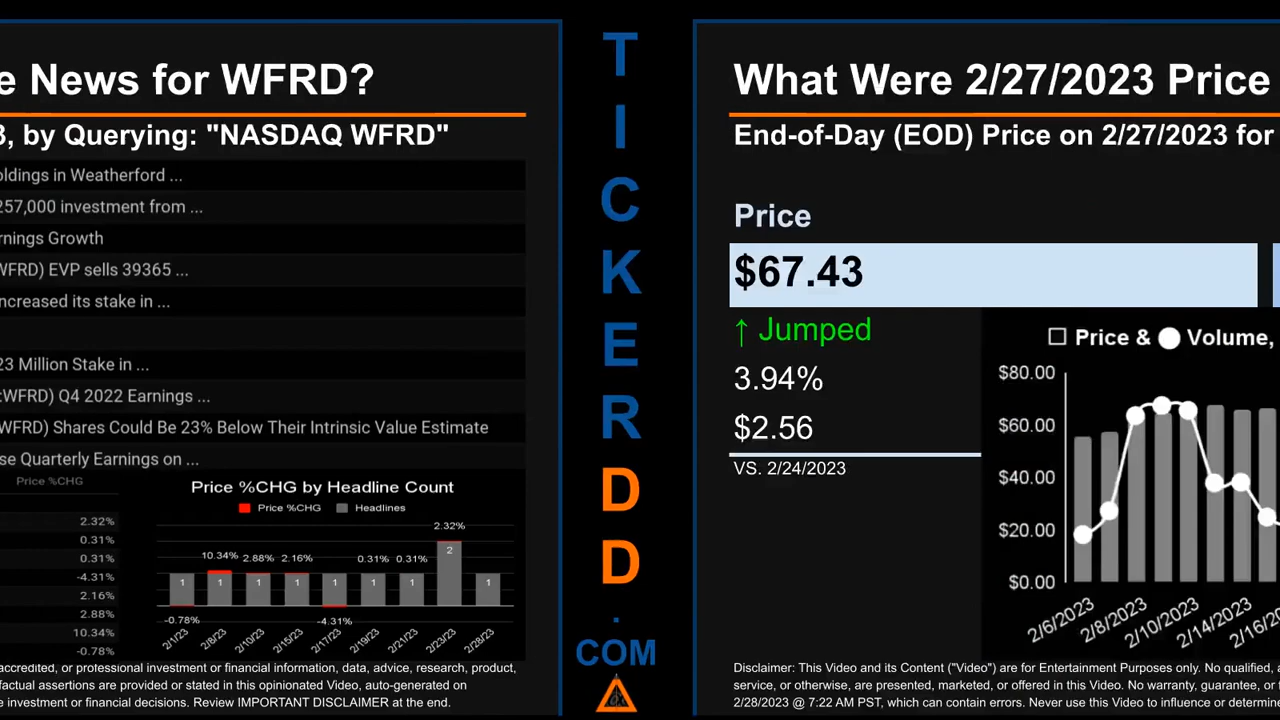 e News for WFRD?
3, by Querying: "NASDAQ WFRD"
oldings in Weatherford ...
257,000 investment from ...
rnings Growth
WFRD) EVP sells 39365 ...
ncreased its stake in ...
23 Million Stake in ...
:WFRD) Q4 2022 Earnings ...
WFRD) Shares Could Be 23% Below Their Intrinsic Value Estimate
se Quarterly Earnings on ...
Price %CHG
2.32%
0.31%
0.31%
-4.31%
2.16%
2.88%
10.34%
-0.78%
Price %CHG by Headline Count
Price %CHG Headlines
-0.78% 10.34% 2.88% 2.16% -4.31% 0.31% 0.31% 2.32%
1 1 1 1 1 1 1 2 1
2/1/23 2/8/23 2/10/23 2/15/23 2/17/23 2/19/23 2/21/23 2/23/23 2/28/23
accredited, or professional investment or financial information, data, advice, research, product,
factual assertions are provided or stated in this opinionated Video, auto-generated on
e investment or financial decisions. Review IMPORTANT DISCLAIMER at the end.
TICKERDD
.
COM
What Were 2/27/2023 Price
End-of-Day (EOD) Price on 2/27/2023 for
Price
$67.43
↑ Jumped
3.94%
$2.56
VS. 2/24/2023
Price & Volume,
$80.00
$60.00
$40.00
$20.00
$0.00
2/6/2023 2/8/2023 2/10/2023 2/14/2023 2/16/20
Disclaimer: This Video and its Content ("Video") are for Entertainment Purposes only. No qualified, a
service, or otherwise, are presented, marketed, or offered in this Video. No warranty, guarantee, or f
2/28/2023 @ 7:22 AM PST, which can contain errors. Never use this Video to influence or determin